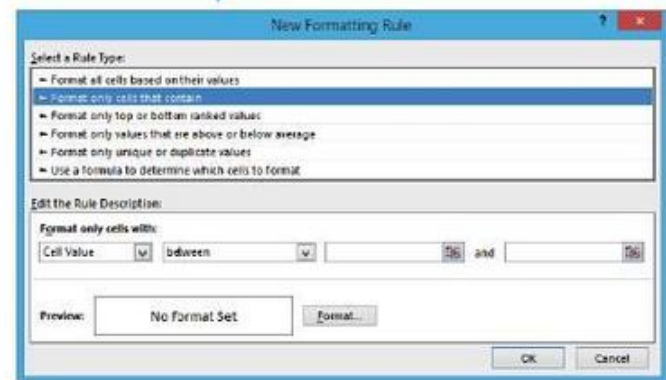 New Formatting Rule
?
Select a Rule Type:
► Format all cells based on their values
► Format only cells that contain
► Format only top or bottom ranked values
► Format only values that are above or below average
► Format only unique or duplicate values
► Use a formula to determine which cells to format
Edit the Rule Description:
Format only cells with:
Cell Value between and
Preview: No Format Set Format...
OK Cancel